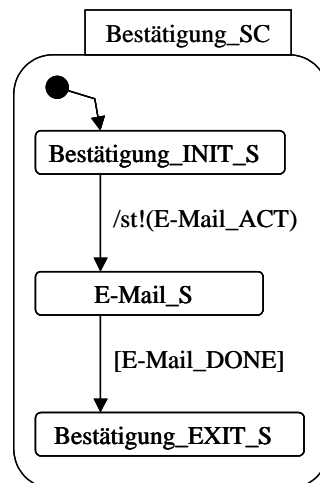 Bestätigung_SC
Bestätigung_INIT_S
/st!(E-Mail_ACT)
E-Mail_S
[E-Mail_DONE]
Bestätigung_EXIT_S